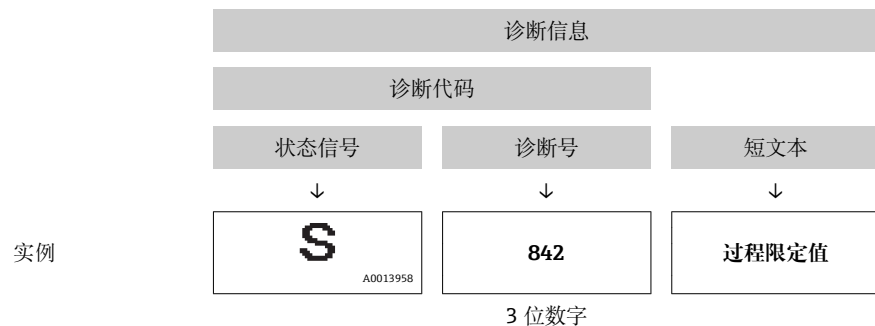 诊断信息
诊断代码
状态信号 诊断号 短文本
↓ ↓ ↓
实例 S 842 过程限定值
A0013958
3 位数字